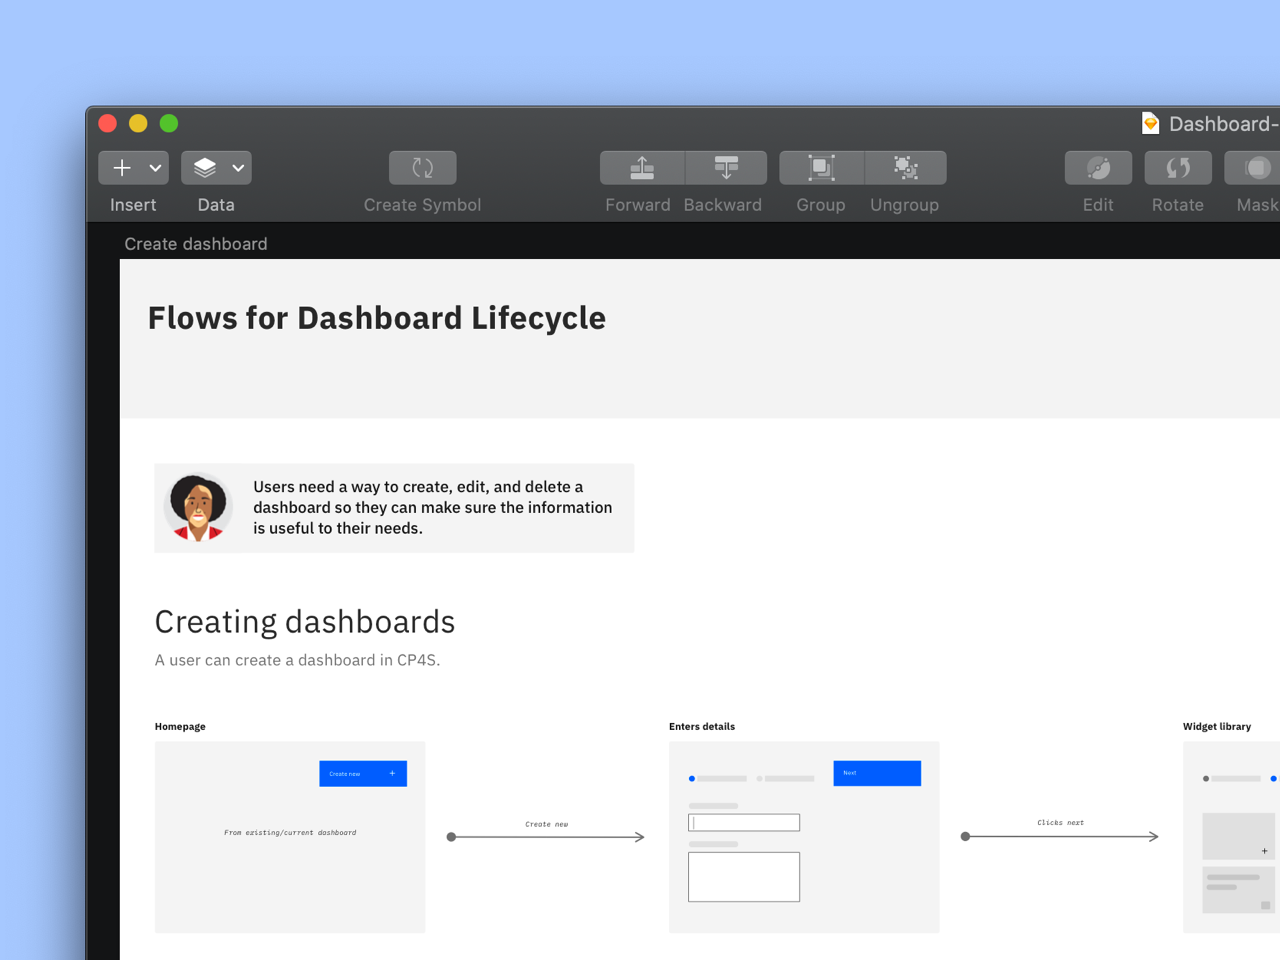 Dashboard-
Insert
Data
Create Symbol
Forward
Backward
Group
Ungroup
Edit
Rotate
Mask
Create dashboard
Flows for Dashboard Lifecycle
Users need a way to create, edit, and delete a
dashboard so they can make sure the information
is useful to their needs.
Creating dashboards
A user can create a dashboard in CP4S.
Homepage
Enters details
Widget library
Create new
Next
From existing/current dashboard
Create new
Clicks next